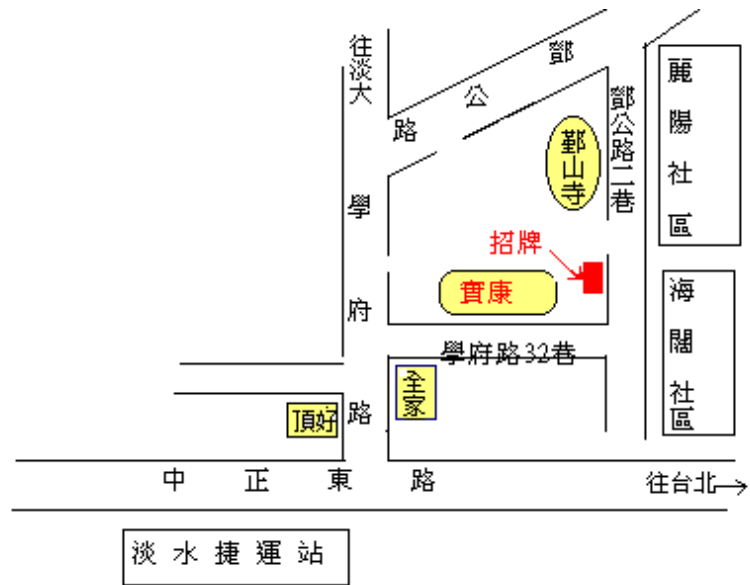 往淡大
鄧公路
鄧公路二巷
麗陽社區
鄞山寺
學府路
招牌
實康
海闊社區
學府路32巷
全家
頂好
中正東路
往台北
淡水捷運站